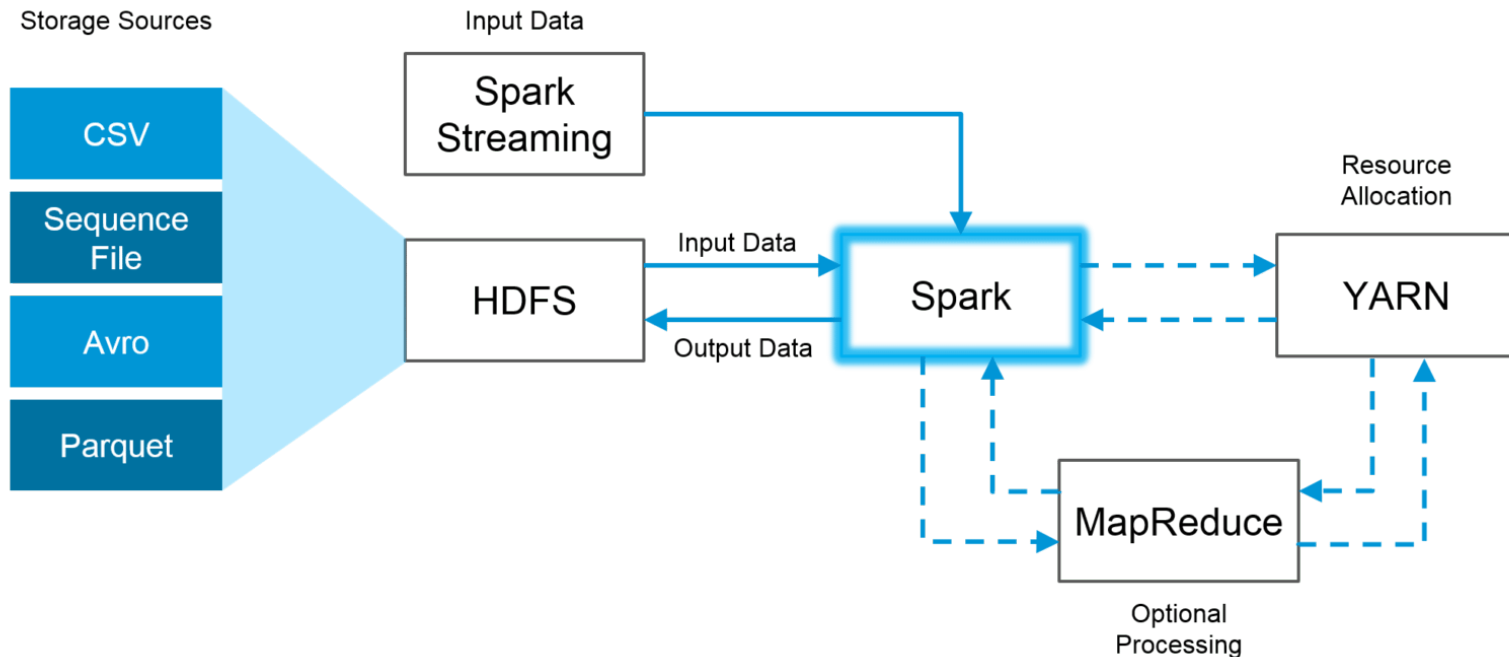 Storage Sources
Input Data
CSV
Sequence
File
Avro
Parquet
Spark
Streaming
HDFS
Input Data
Output Data
Spark
Resource
Allocation
YARN
MapReduce
Optional
Processing